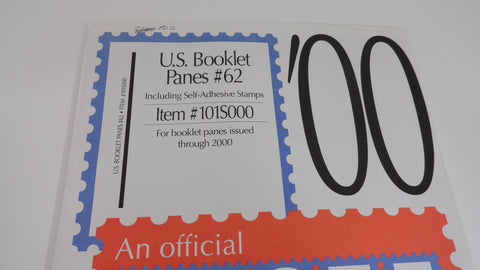 U.S. Booklet
Panes #62
Including Self-Adhesive Stamps
Item #101S000
For booklet panes issued
through 2000
'00
U.S. BOOKLET PANES #62 • ITEM #101S000
An official